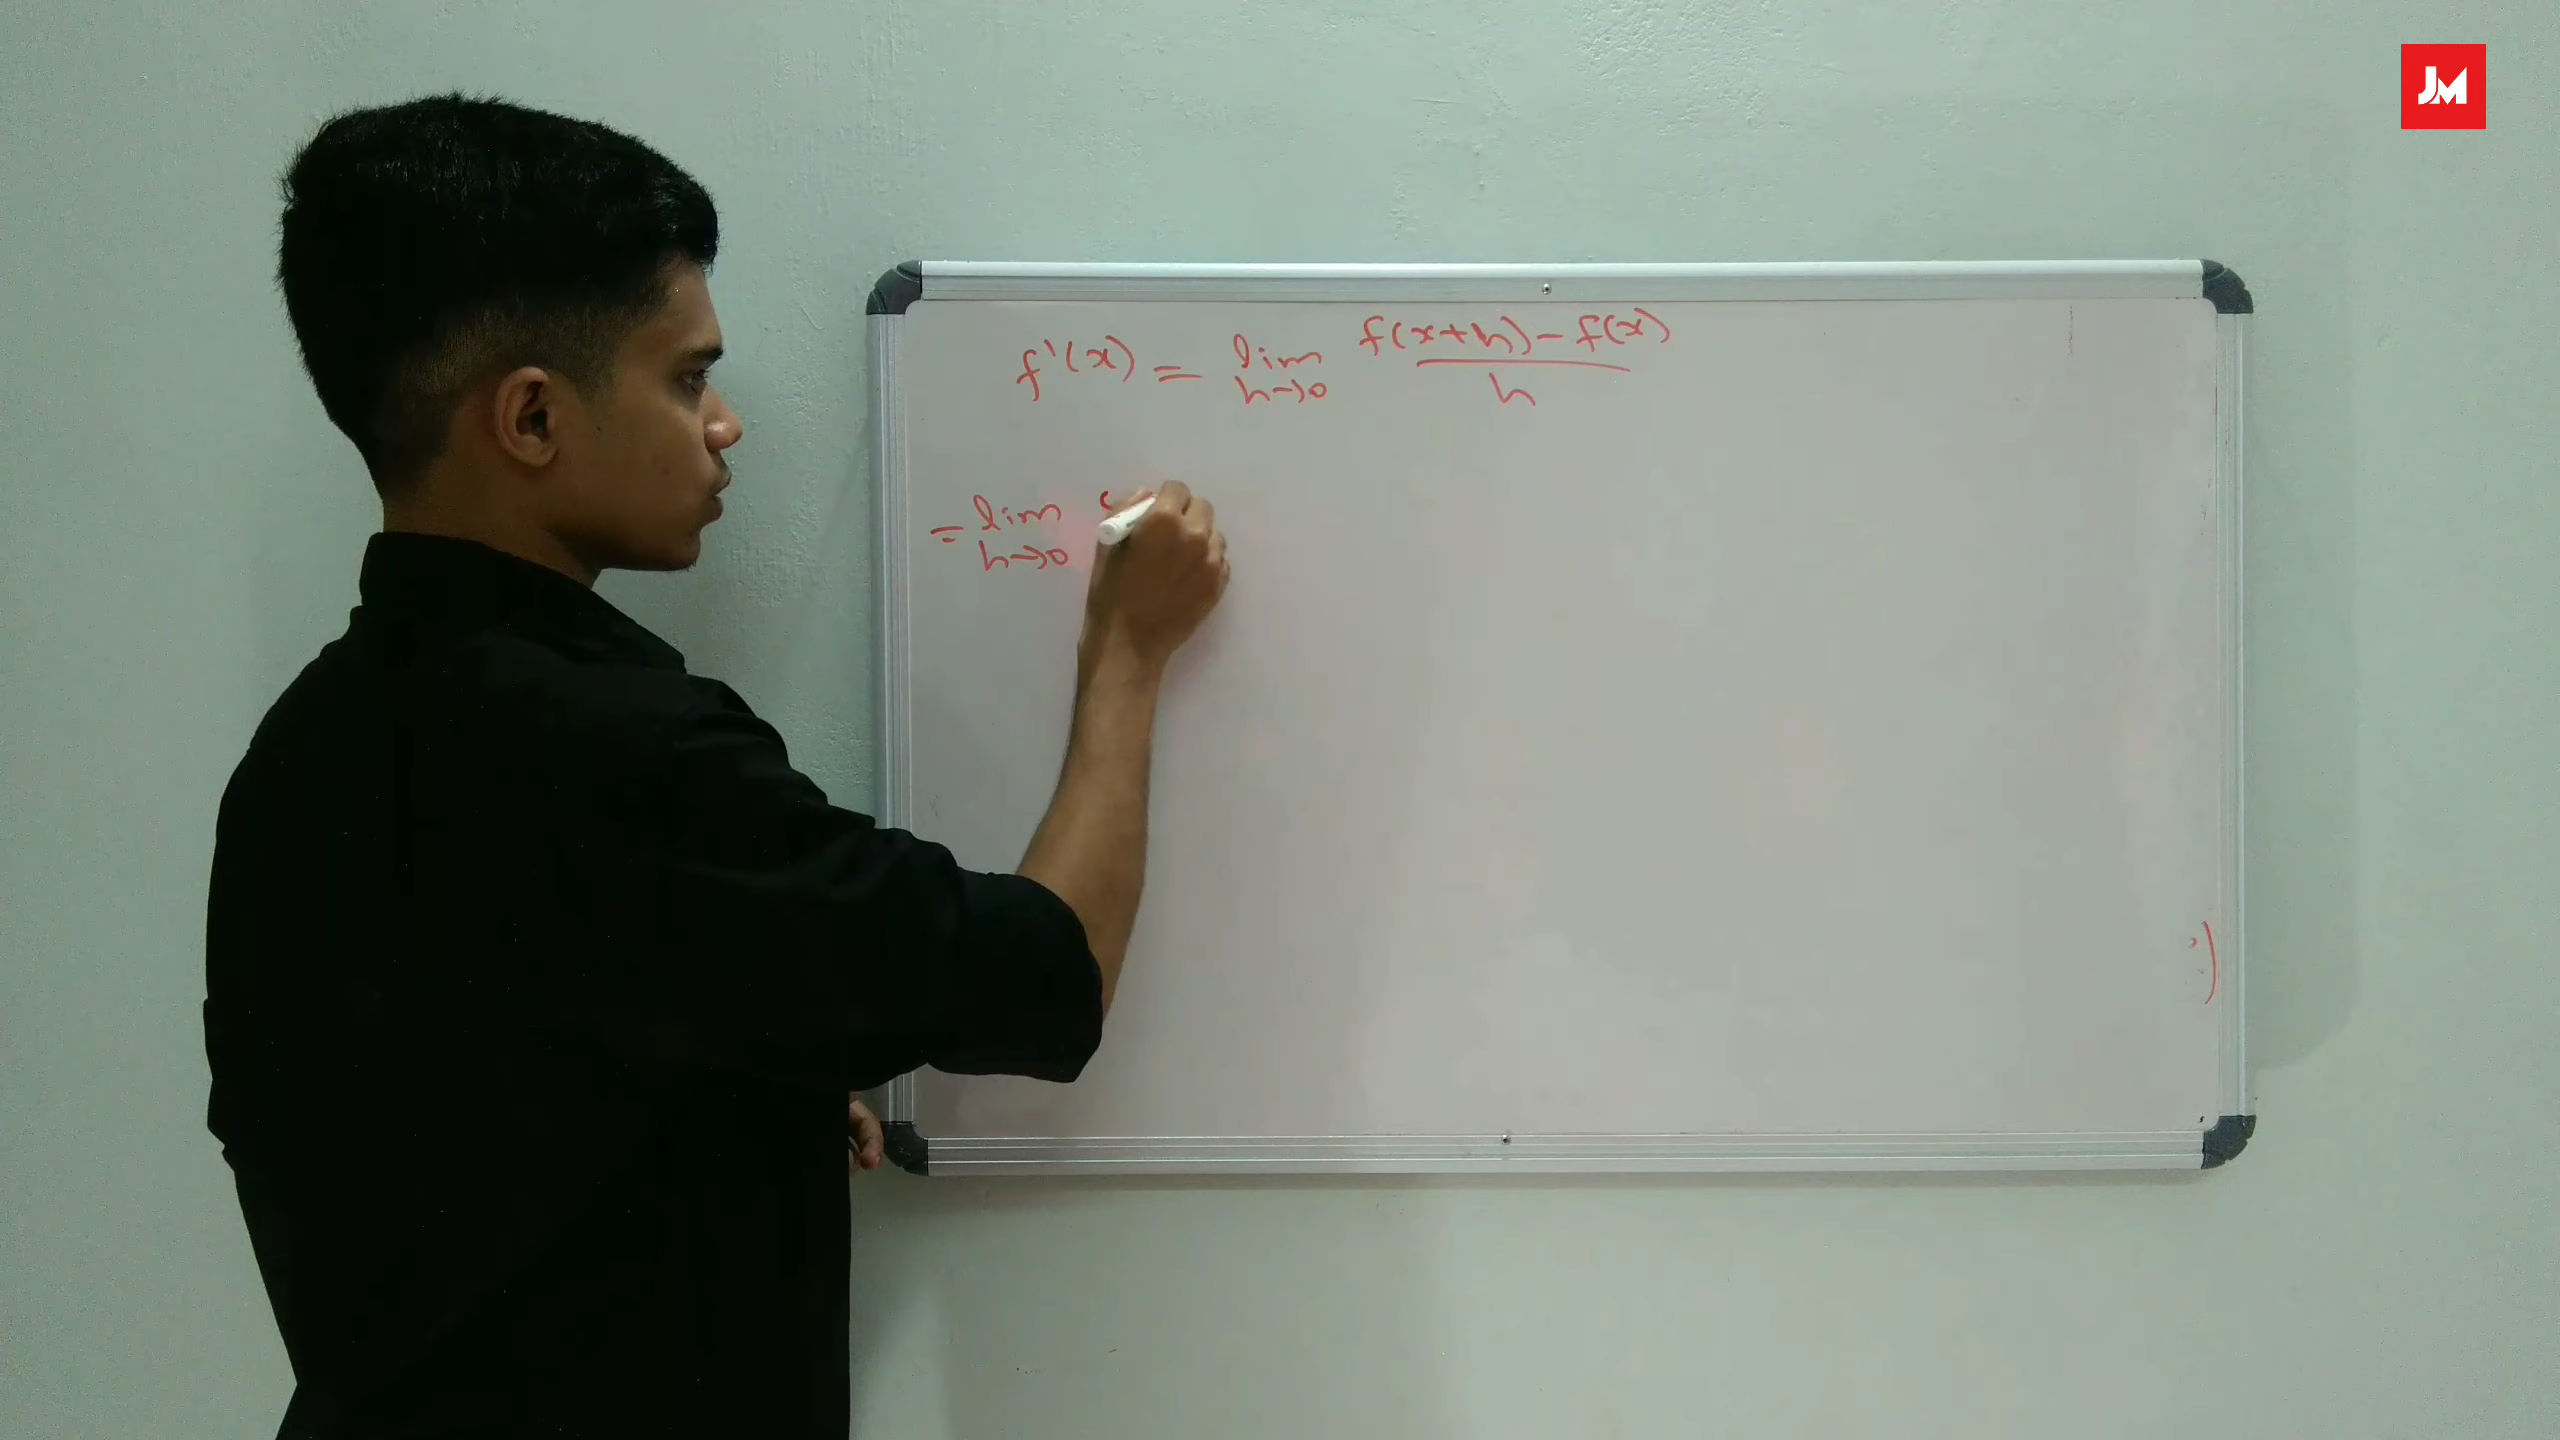 JM
f'(x) = lim h→0 f(x+h)-f(x) / h
= lim h→0
:)